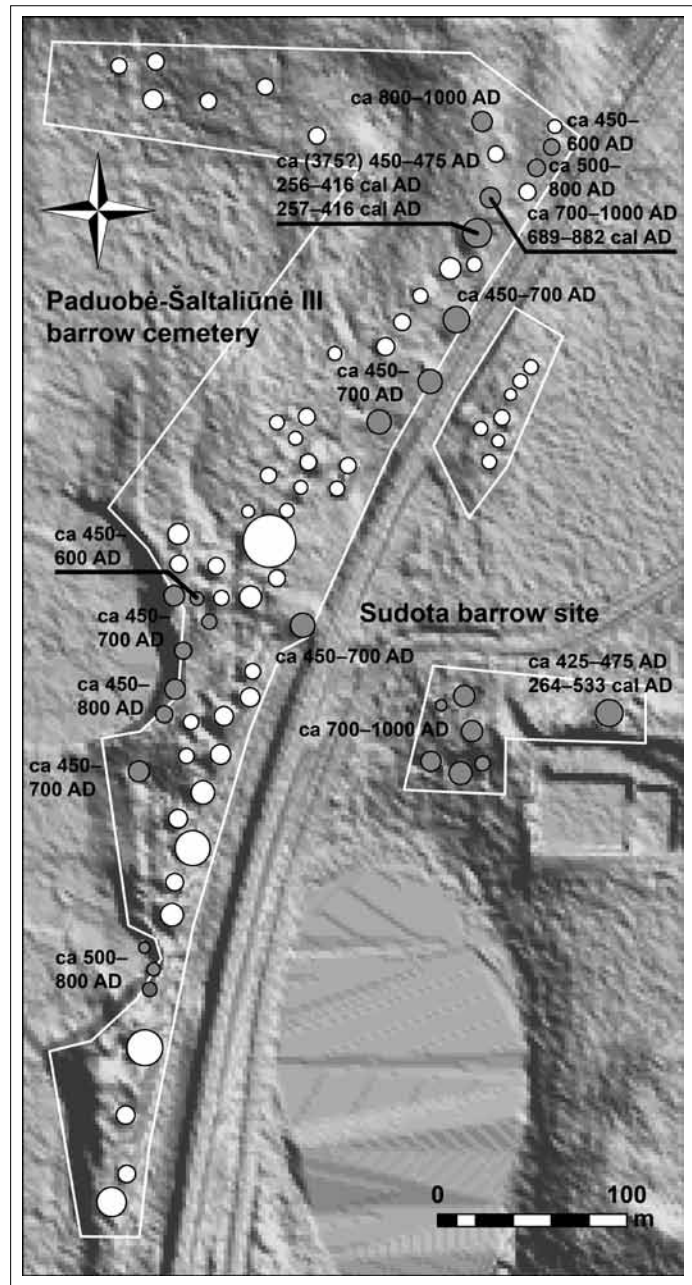 ca 800–1000 AD
ca 450–
600 AD
ca (375?) 450–475 AD
256–416 cal AD
257–416 cal AD
ca 500–
800 AD
ca 700–1000 AD
689–882 cal AD
Paduobė-Šaltaliūnė III
barrow cemetery
ca 450–700 AD
ca 450–
700 AD
ca 450–
600 AD
ca 450–
700 AD
Sudota barrow site
ca 450–700 AD
ca 425–475 AD
264–533 cal AD
ca 450–
800 AD
ca 700–1000 AD
ca 450–
700 AD
ca 500–
800 AD
0 100
m